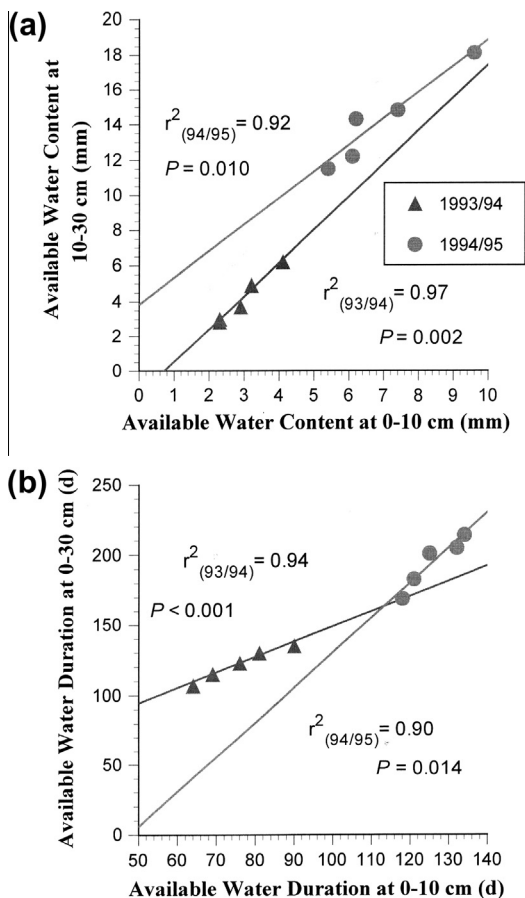 (a)
Available Water Content at
10-30 cm (mm)
20
18
16
14
12
10
8
6
4
2
0
r2(94/95) = 0.92
P = 0.010
1993/94
1994/95
r2(93/94) = 0.97
P = 0.002
0 1 2 3 4 5 6 7 8 9 10
Available Water Content at 0-10 cm (mm)
(b)
Available Water Duration at 0-30 cm (d)
250
200
150
100
50
0
r2(93/94) = 0.94
P < 0.001
r2(94/95) = 0.90
P = 0.014
50 60 70 80 90 100 110 120 130 140
Available Water Duration at 0-10 cm (d)